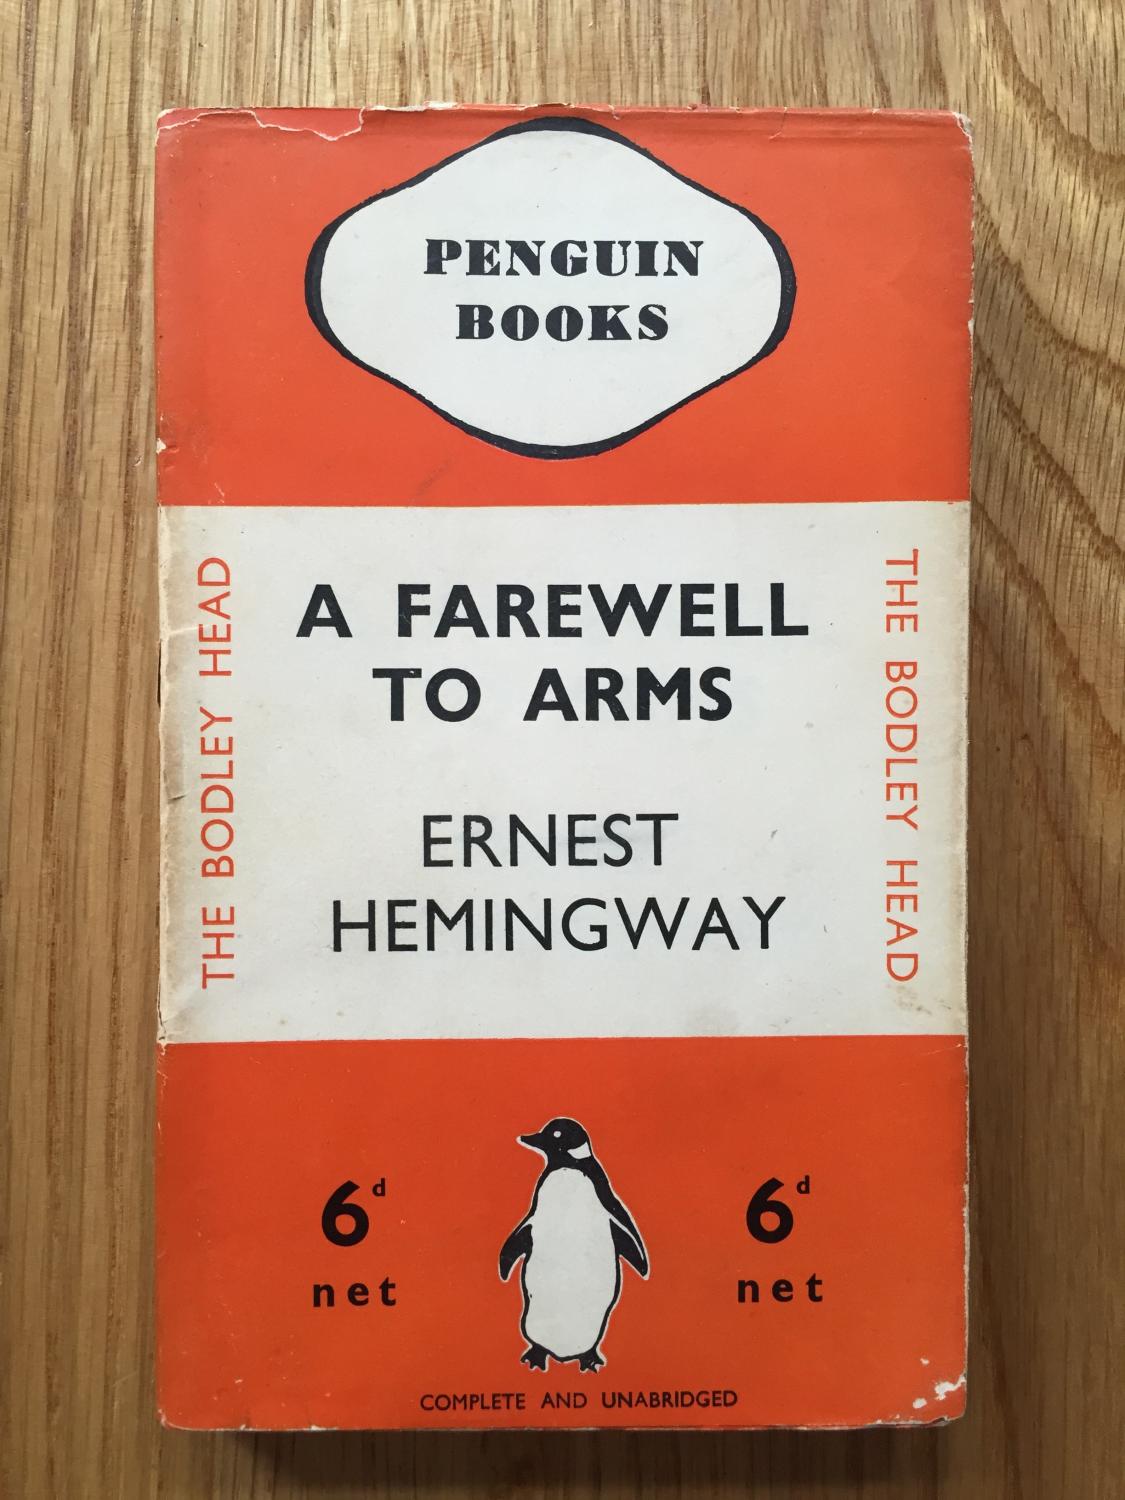 PENGUIN
BOOKS
THE BODLEY HEAD
A FAREWELL
TO ARMS
ERNEST
HEMINGWAY
THE BODLEY HEAD
6d
net
6d
net
COMPLETE AND UNABRIDGED